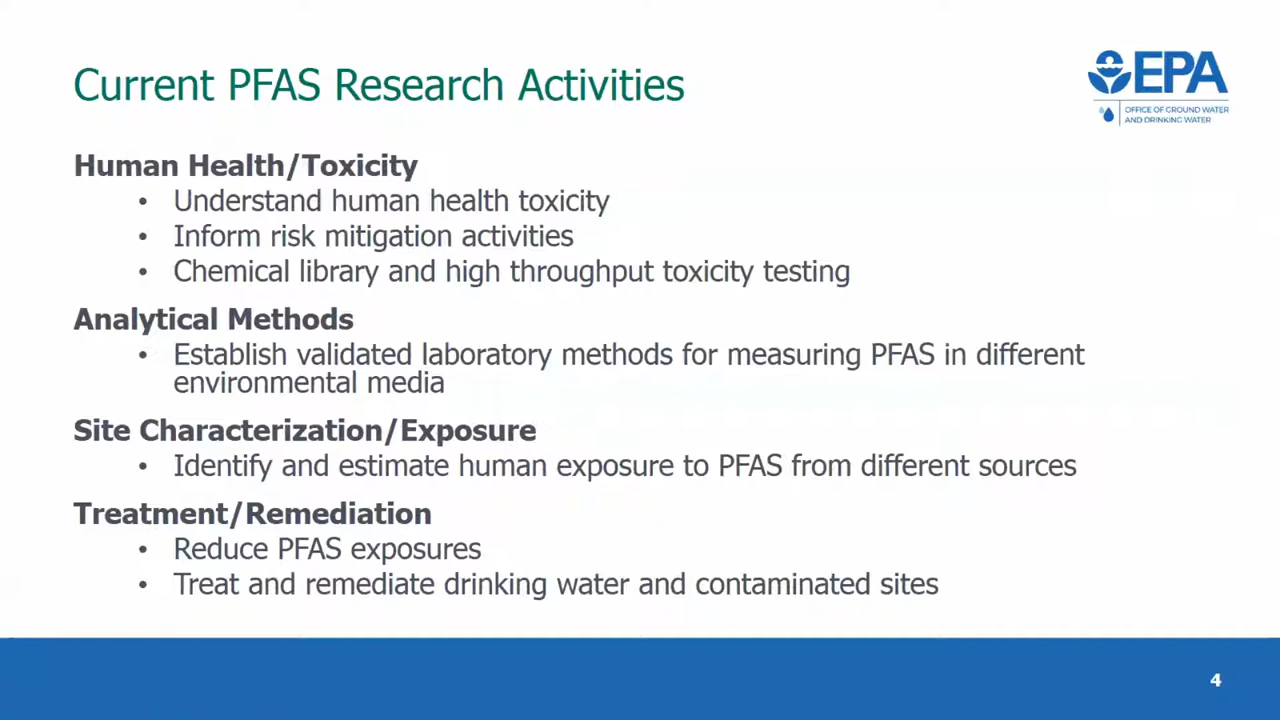 Current PFAS Research Activities
EPA
OFFICE OF GROUND WATER
AND DRINKING WATER
Human Health/Toxicity
• Understand human health toxicity
• Inform risk mitigation activities
• Chemical library and high throughput toxicity testing
Analytical Methods
• Establish validated laboratory methods for measuring PFAS in different
environmental media
Site Characterization/Exposure
• Identify and estimate human exposure to PFAS from different sources
Treatment/Remediation
• Reduce PFAS exposures
• Treat and remediate drinking water and contaminated sites
4